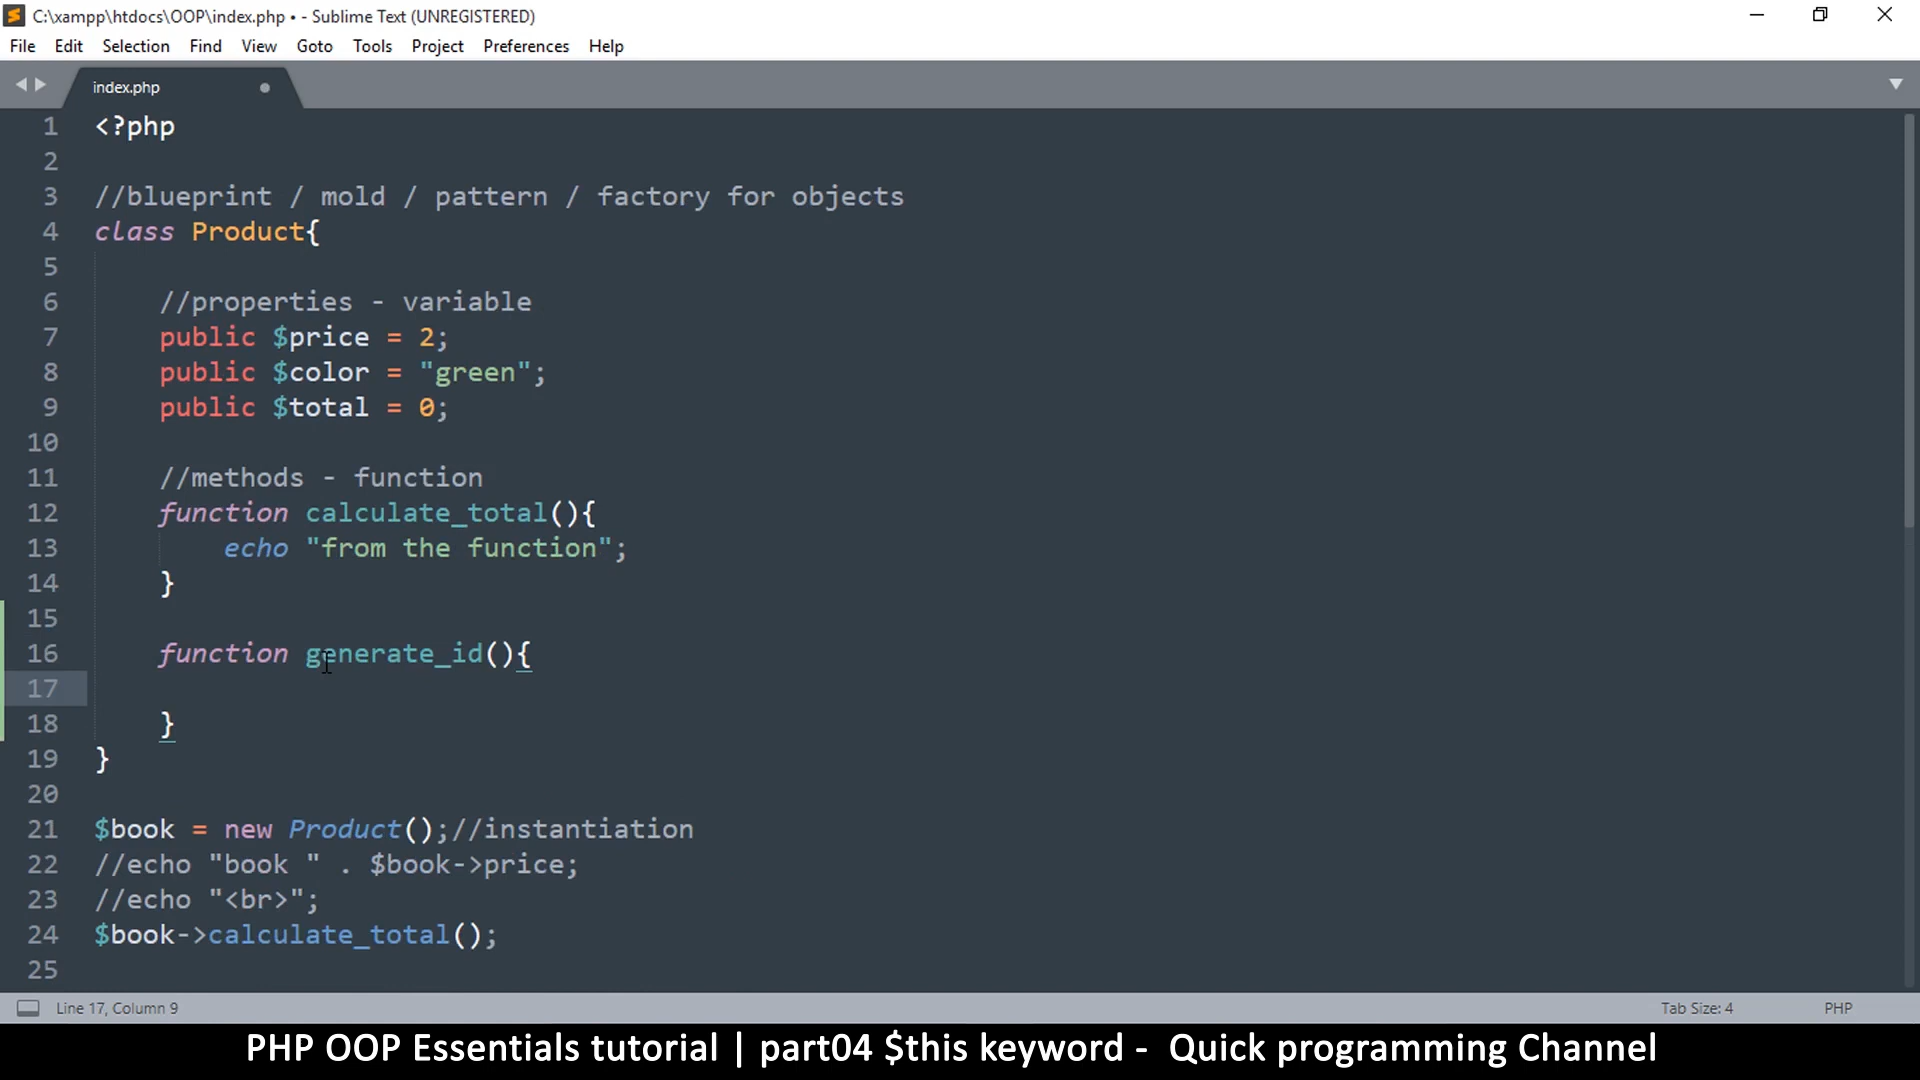 C:\xampp\htdocs\OOP\index.php • - Sublime Text (UNREGISTERED)
File Edit Selection Find View Goto Tools Project Preferences Help
index.php
1 <?php
2
3 //blueprint / mold / pattern / factory for objects
4 class Product{
5
6 //properties - variable
7 public $price = 2;
8 public $color = "green";
9 public $total = 0;
10
11 //methods - function
12 function calculate_total(){
13 echo "from the function";
14 }
15
16 function generate_id(){
17
18 }
19 }
20
21 $book = new Product();//instantiation
22 //echo "book " . $book->price;
23 //echo "<br>";
24 $book->calculate_total();
25
Line 17, Column 9 Tab Size: 4 PHP
PHP OOP Essentials tutorial | part04 $this keyword - Quick programming Channel